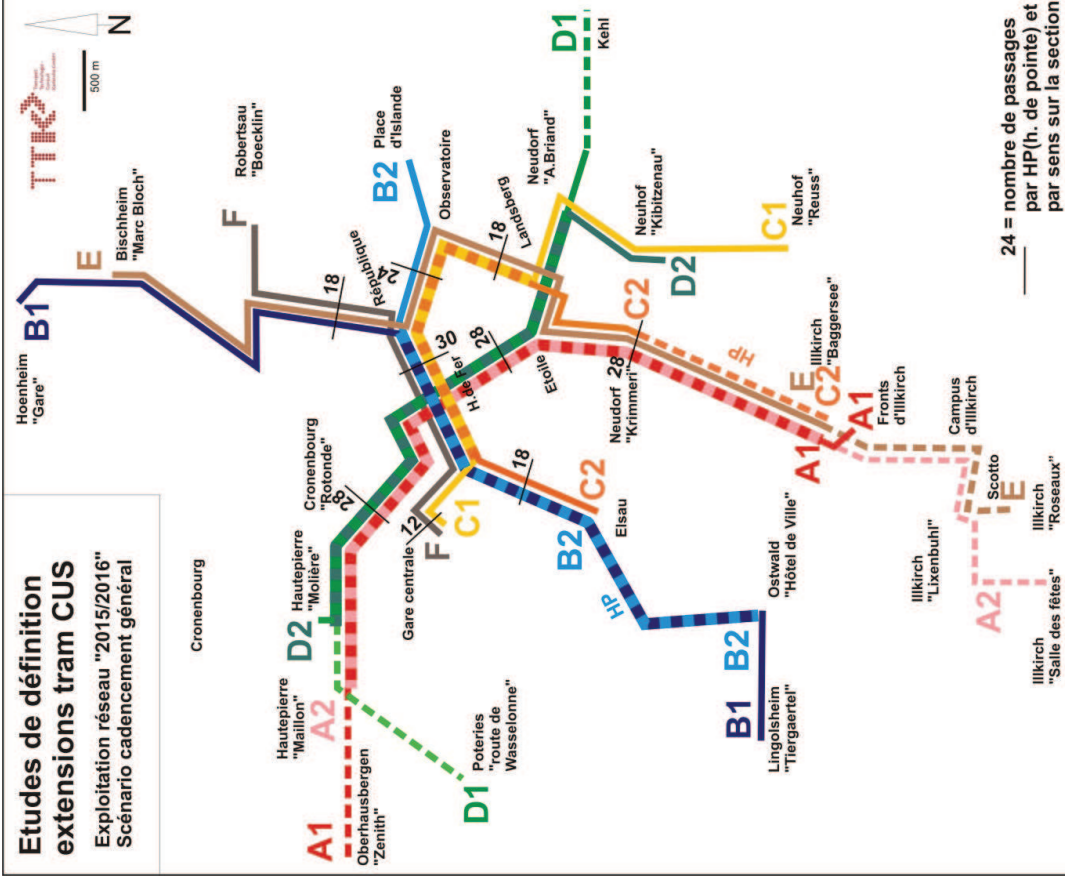 Etudes de définition
extensions tram CUS
Exploitation réseau "2015/2016"
Scénario cadencement général
TTK
N
500 m
Hoenheim
"Gare"
B1
E
Bischheim
"Marc Bloch"
Robertsau
"Boecklin"
F
18
République
B2
Place
d'Islande
Observatoire
24
30
H.de Fer
18
Landsberg
28
Etoile
Neudorf
"A.Briand"
D1
Kehl
Neuhof
"Kibitzenau"
D2
C1
Neuhof
"Reuss"
Cronenbourg
Cronenbourg
"Rotonde"
28
D2
Hautepierre
"Molière"
Hautepierre
"Maillon"
A2
A1
Oberhausbergen
"Zenith"
D1
Poteries
"route de
Wasselonne"
Gare centrale
12
F
C1
18
C2
B2
Elsau
HP
Ostwald
"Hôtel de Ville"
B2
B1
Lingolsheim
"Tiergaertel"
Neudorf
"Krimmeri"
28
C2
HP
E
C2
Illkirch
"Baggersee"
A1
A1
Fronts
d'Illkirch
Campus
d'Illkirch
Scotto
E
Illkirch
"Roseaux"
Illkirch
"Lixenbuhl"
A2
Illkirch
"Salle des fêtes"
24 = nombre de passages
par HP(h. de pointe) et
par sens sur la section